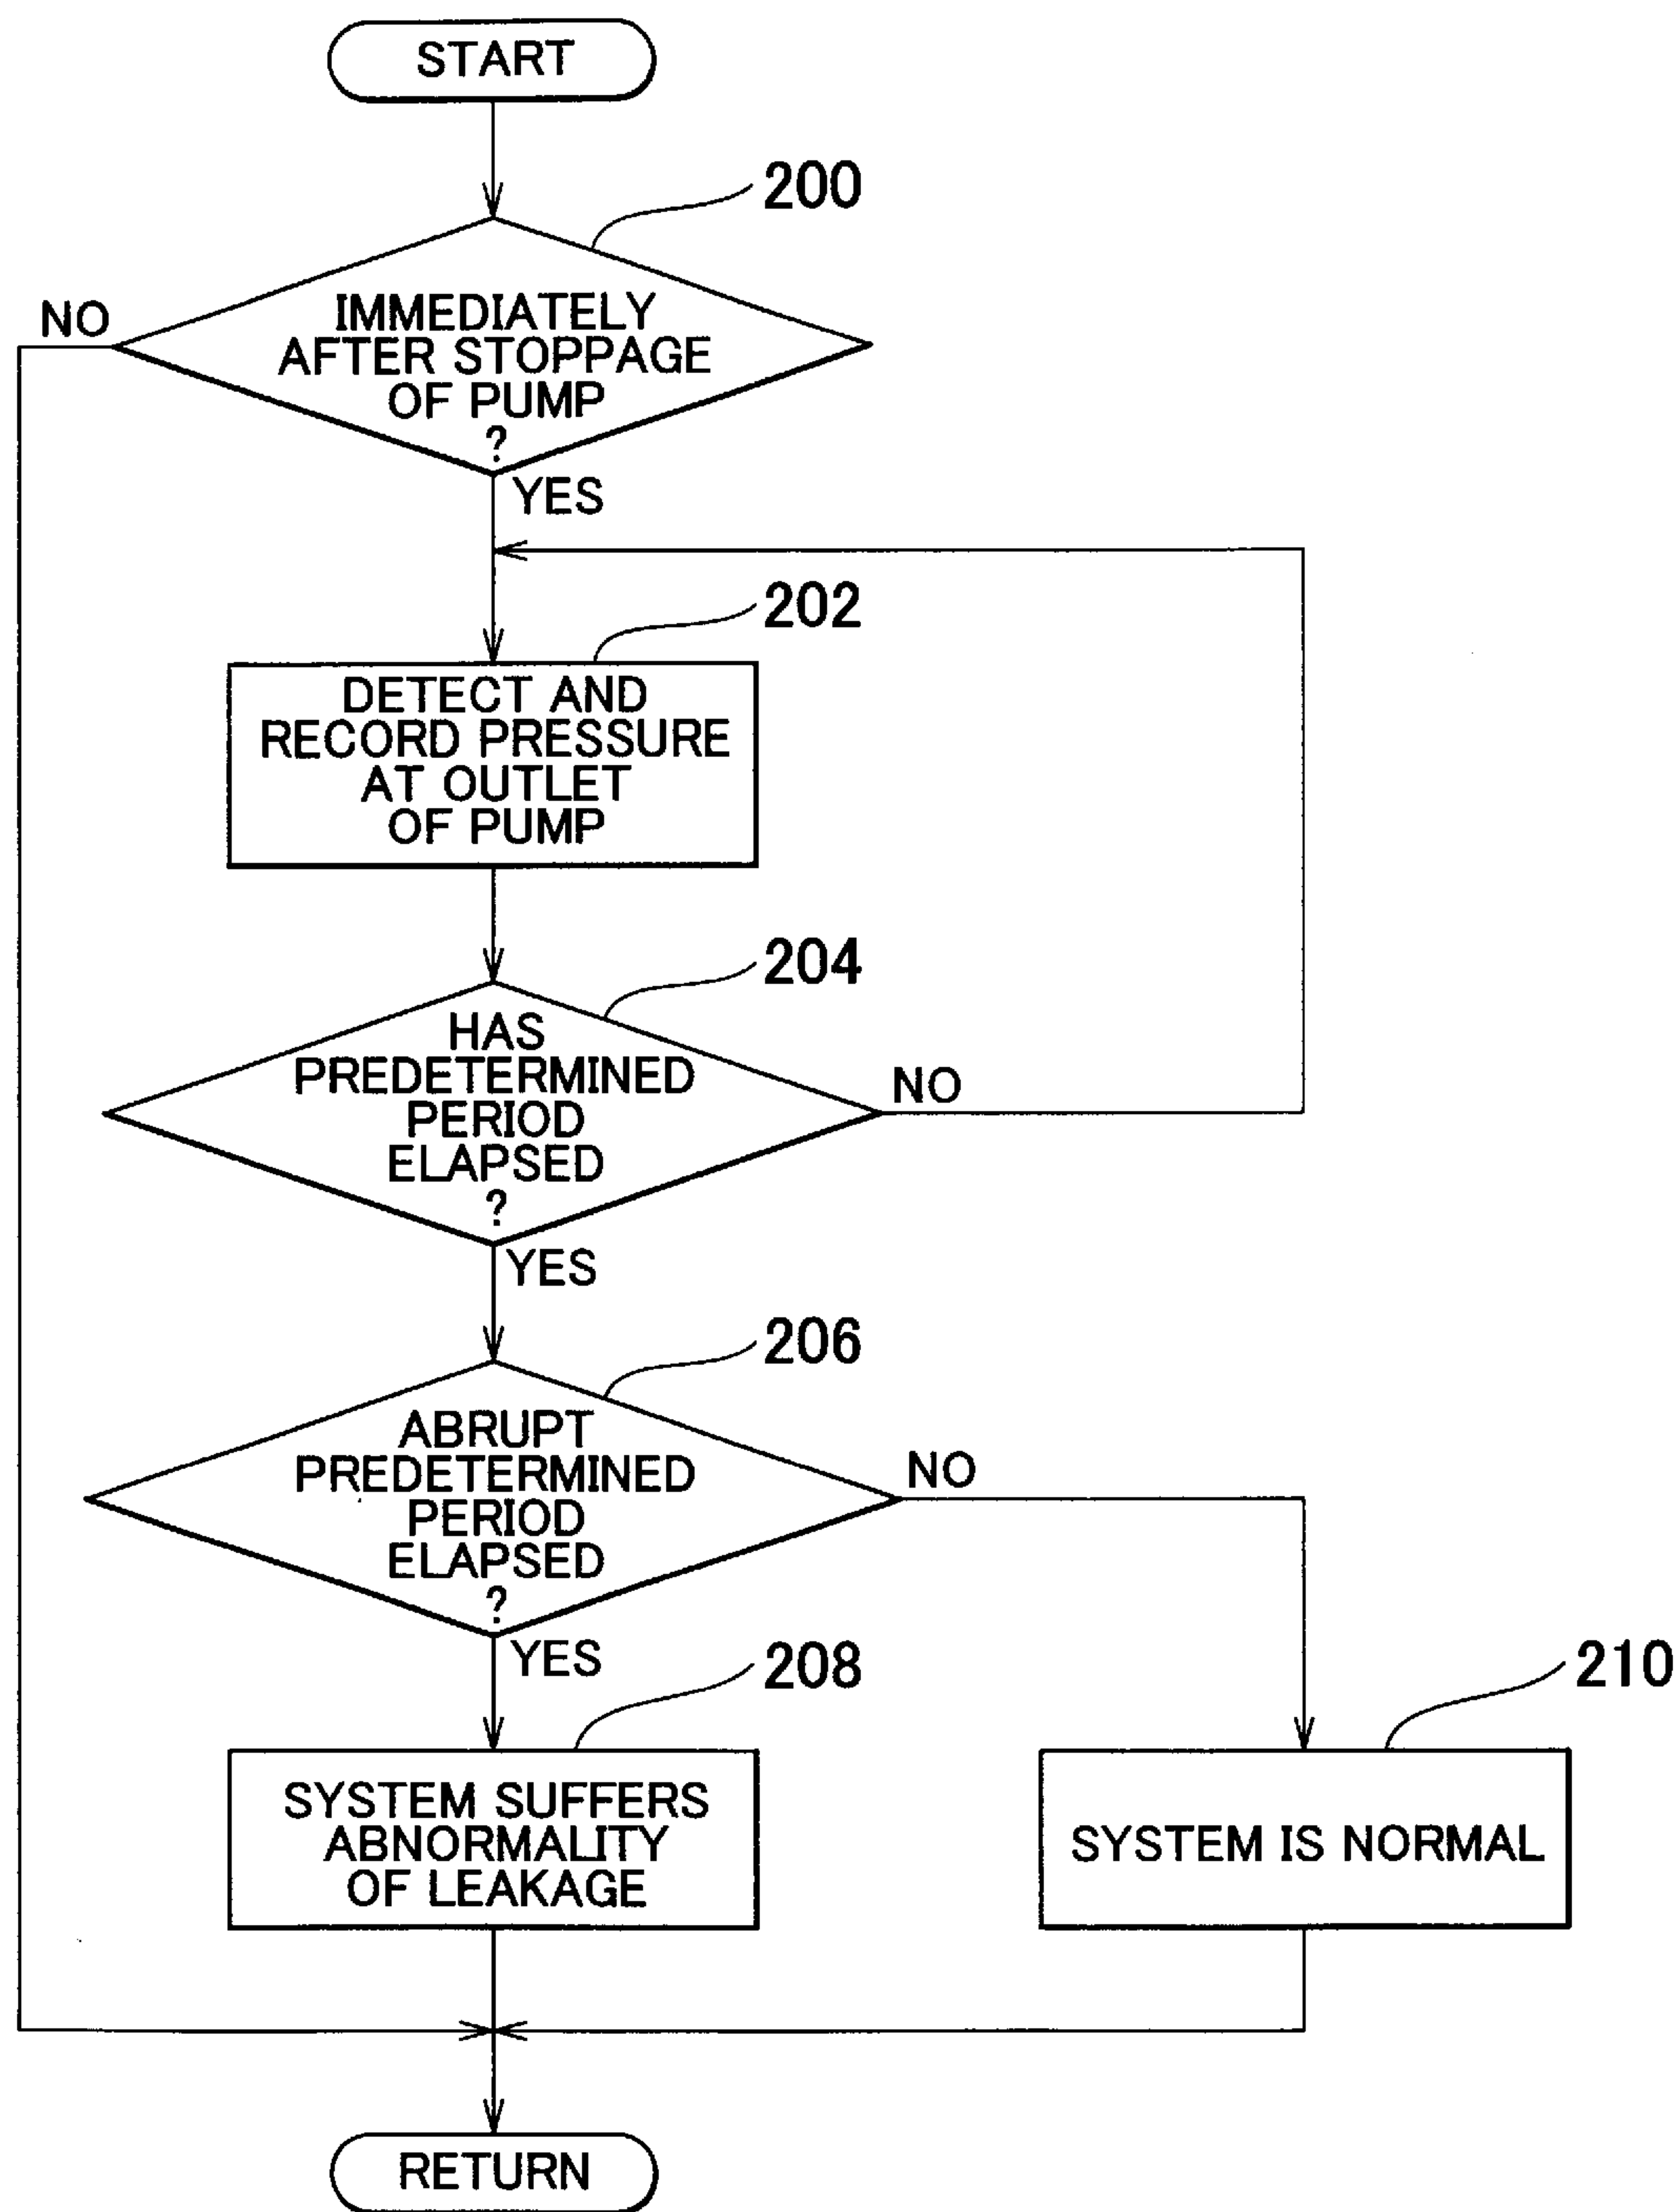 START
200
NO
IMMEDIATELY
AFTER STOPPAGE
OF PUMP
?
YES
202
DETECT AND
RECORD PRESSURE
AT OUTLET
OF PUMP
204
HAS
PREDETERMINED
PERIOD
ELAPSED
?
NO
YES
206
ABRUPT
PREDETERMINED
PERIOD
ELAPSED
?
NO
YES
208
SYSTEM SUFFERS
ABNORMALITY
OF LEAKAGE
210
SYSTEM IS NORMAL
RETURN